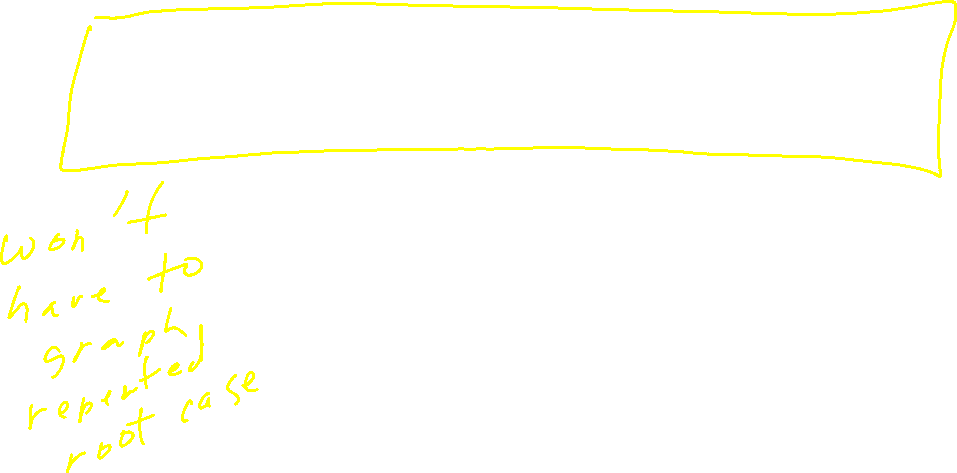 won't
have to
graph
repeated
root case